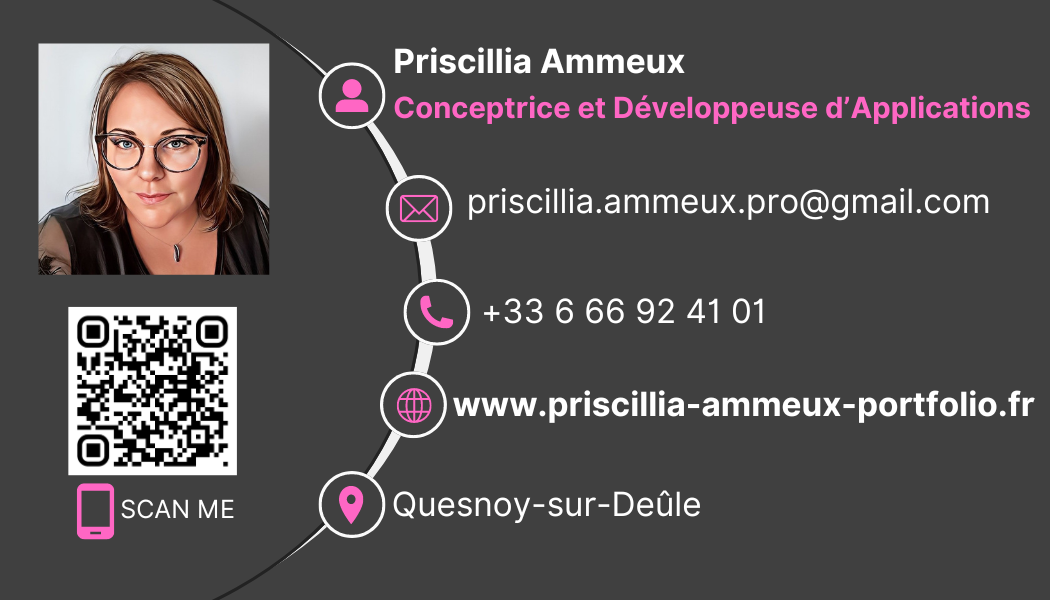 Priscillia Ammeux
Conceptrice et Développeuse d’Applications
priscillia.ammeux.pro@gmail.com
+33 6 66 92 41 01
www.priscillia-ammeux-portfolio.fr
Quesnoy-sur-Deûle
SCAN ME